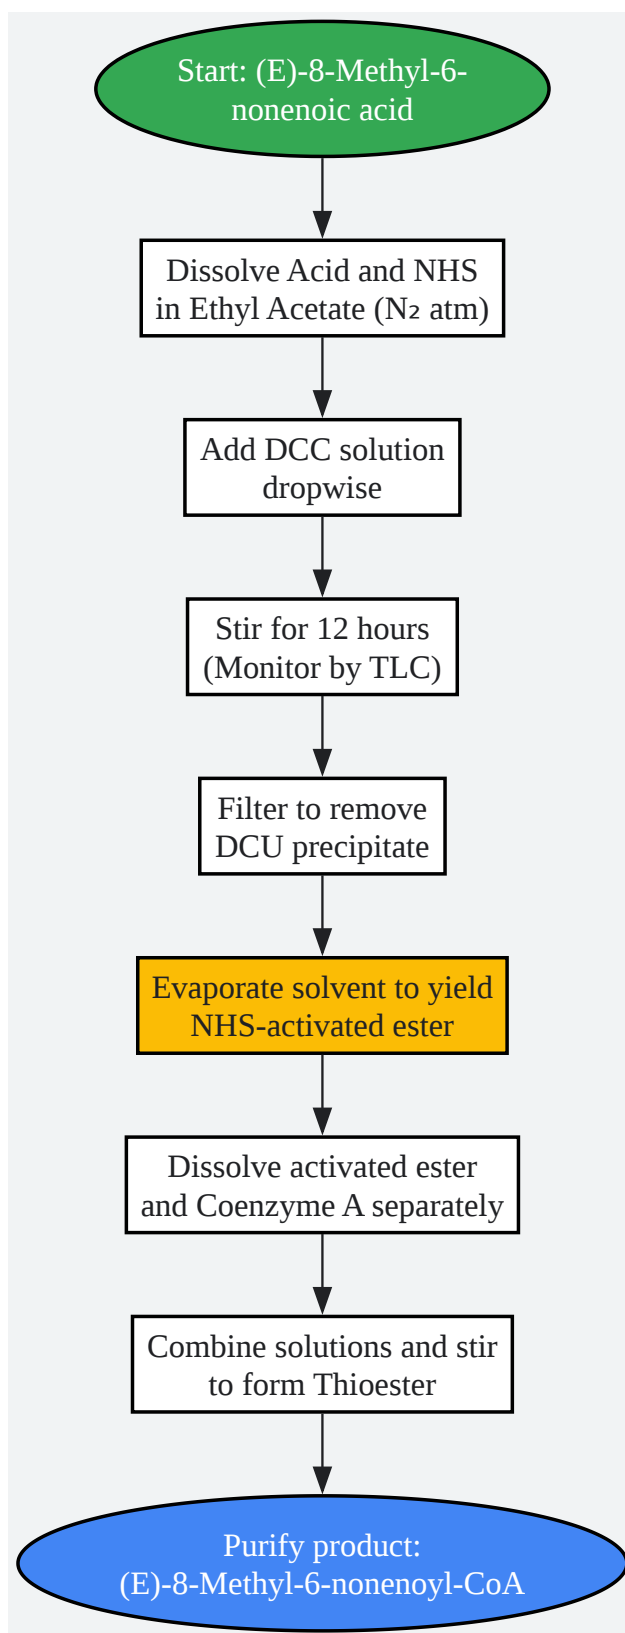 Start: (E)-8-Methyl-6-
nonenoic acid
Dissolve Acid and NHS
in Ethyl Acetate (N₂ atm)
Add DCC solution
dropwise
Stir for 12 hours
(Monitor by TLC)
Filter to remove
DCU precipitate
Evaporate solvent to yield
NHS-activated ester
Dissolve activated ester
and Coenzyme A separately
Combine solutions and stir
to form Thioester
Purify product:
(E)-8-Methyl-6-nonenoyl-CoA